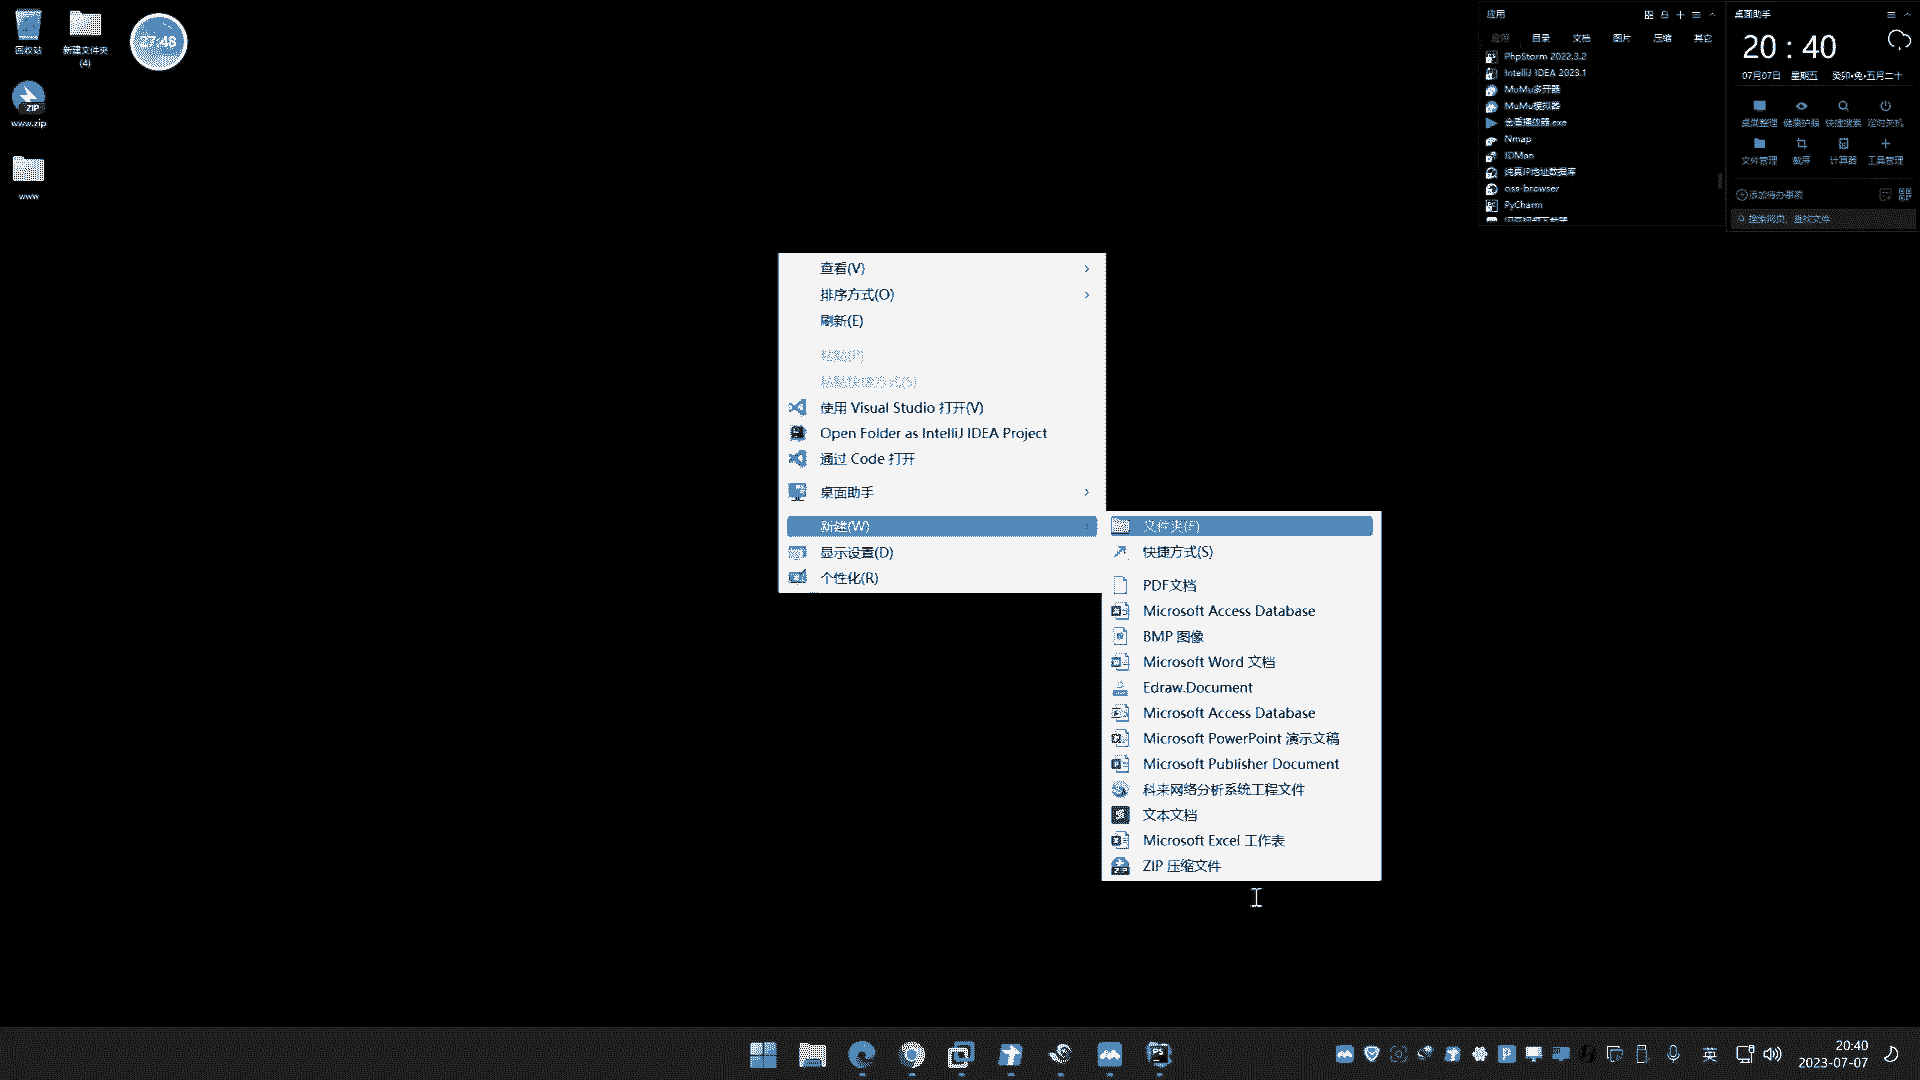 回收站
新建文件夹
(4)
27:48
ZIP
www.zip
www
应用
应用 目录 文档 图片 压缩 其它
PhpStorm 2022.3.2
IntelliJ IDEA 2023.1
MuMu多开器
MuMu模拟器
金盾播放器.exe
Nmap
IDMan
纯真IP地址数据库
oss-browser
PyCharm
桌面助手
20 : 40
07月07日 星期五 癸卯•兔•五月二十
桌面整理 健康护眼 快捷搜索 定时关机
文件管理 截屏 计算器 工具管理
添加待办事项
搜索网页、查找文件
查看(V)
排序方式(O)
刷新(E)
粘贴(P)
粘贴快捷方式(S)
使用 Visual Studio 打开(V)
Open Folder as IntelliJ IDEA Project
通过 Code 打开
桌面助手
新建(W)
显示设置(D)
个性化(R)
文件夹(F)
快捷方式(S)
PDF文档
Microsoft Access Database
BMP 图像
Microsoft Word 文档
Edraw.Document
Microsoft Access Database
Microsoft PowerPoint 演示文稿
Microsoft Publisher Document
科来网络分析系统工程文件
文本文档
Microsoft Excel 工作表
ZIP 压缩文件
PS
P
英
20:40
2023-07-07